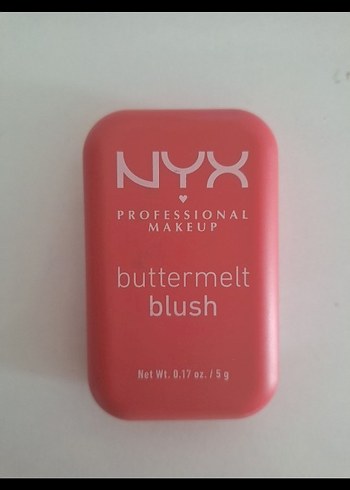 NYX
PROFESSIONAL
MAKEUP
buttermelt
blush
Net Wt. 0.17 oz. / 5 g